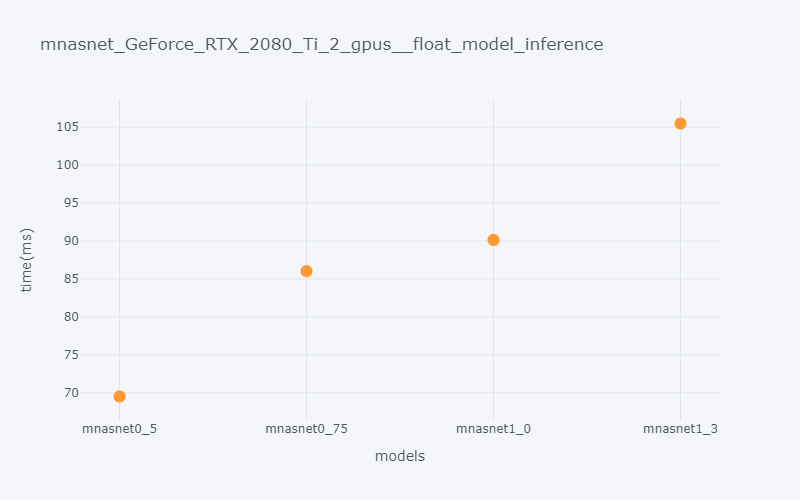 mnasnet_GeForce_RTX_2080_Ti_2_gpus__float_model_inference
105
100
95
90
85
80
75
70
time(ms)
mnasnet0_5 mnasnet0_75 mnasnet1_0 mnasnet1_3
models